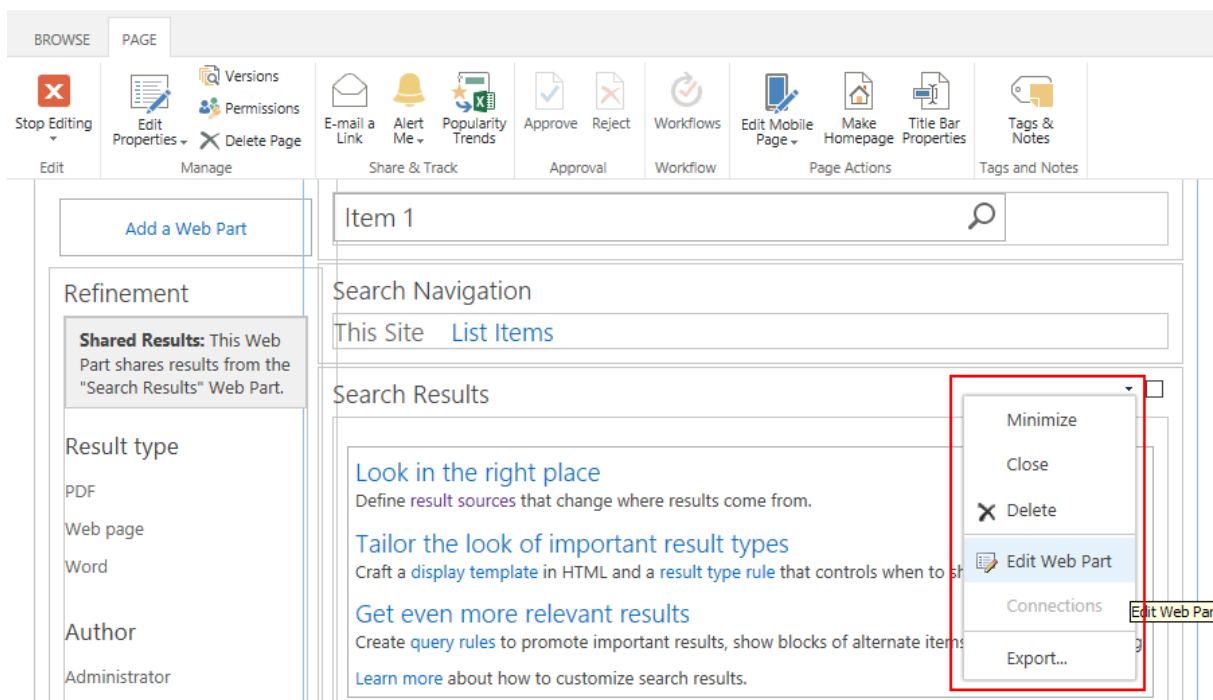 BROWSE PAGE
Stop Editing
Edit
Edit Properties
Versions
Permissions
Delete Page
Manage
E-mail a Link
Alert Me
Popularity Trends
Share & Track
Approve
Reject
Approval
Workflows
Workflow
Edit Mobile Page
Make Homepage
Title Bar Properties
Page Actions
Tags & Notes
Tags and Notes
Add a Web Part
Refinement
Shared Results: This Web
Part shares results from the
"Search Results" Web Part.
Result type
PDF
Web page
Word
Author
Administrator
Item 1
Search Navigation
This Site List Items
Search Results
Look in the right place
Define result sources that change where results come from.
Tailor the look of important result types
Craft a display template in HTML and a result type rule that controls when to sh
Get even more relevant results
Create query rules to promote important results, show blocks of alternate items
Learn more about how to customize search results.
Minimize
Close
Delete
Edit Web Part
Connections
Export...
Edit Web Par